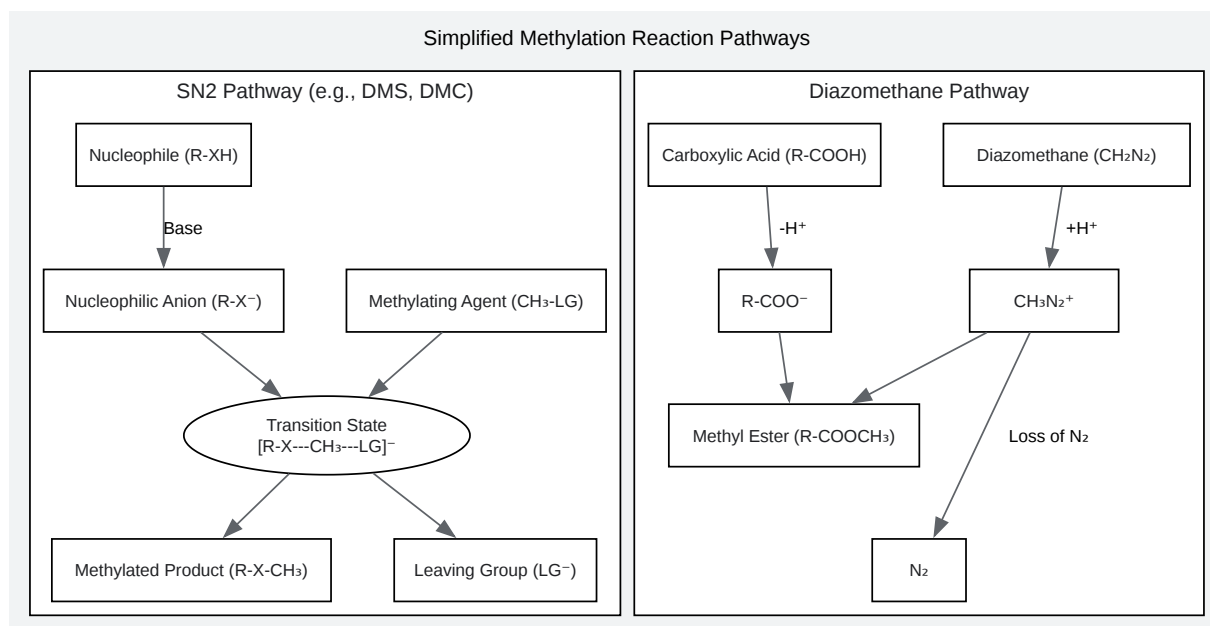 Simplified Methylation Reaction Pathways
SN2 Pathway (e.g., DMS, DMC)
Nucleophile (R-XH)
Base
Nucleophilic Anion (R-X⁻)
Methylating Agent (CH₃-LG)
Transition State
[R-X---CH₃---LG]⁻
Methylated Product (R-X-CH₃)
Leaving Group (LG⁻)
Diazomethane Pathway
Carboxylic Acid (R-COOH)
Diazomethane (CH₂N₂)
-H⁺
+H⁺
R-COO⁻
CH₃N₂⁺
Methyl Ester (R-COOCH₃)
Loss of N₂
N₂